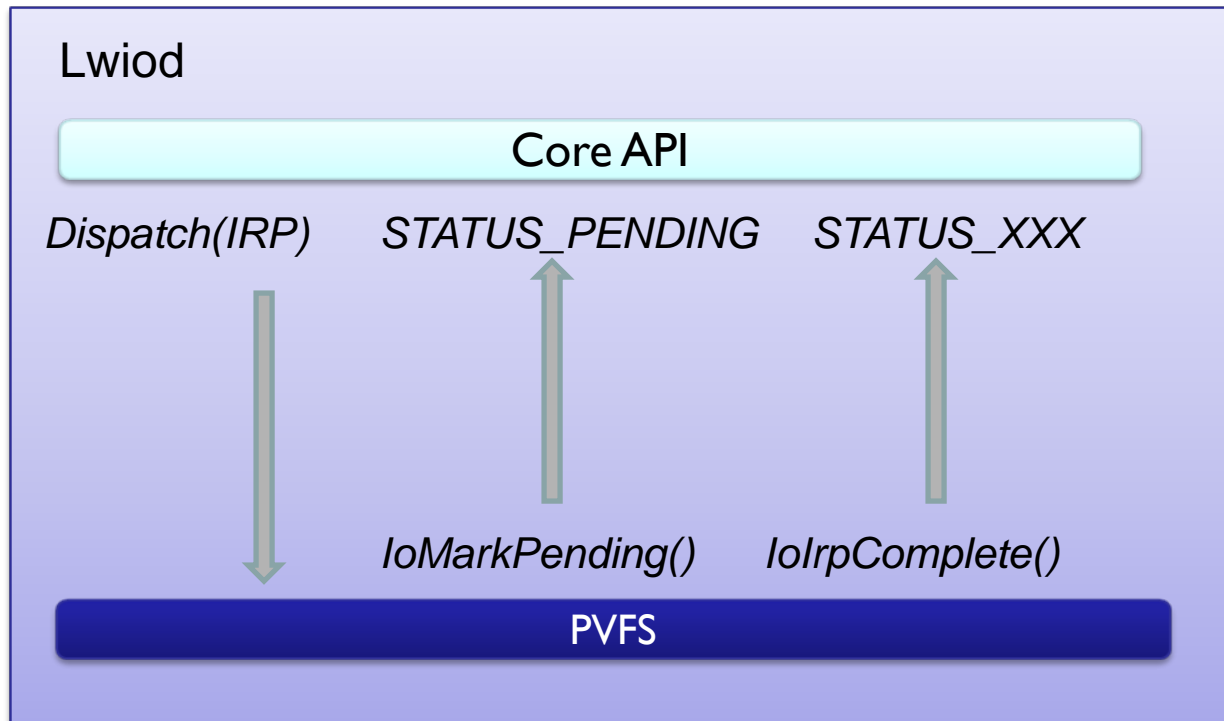 Lwiod
Core API
Dispatch(IRP) STATUS_PENDING STATUS_XXX
IoMarkPending() IoIrpComplete()
PVFS